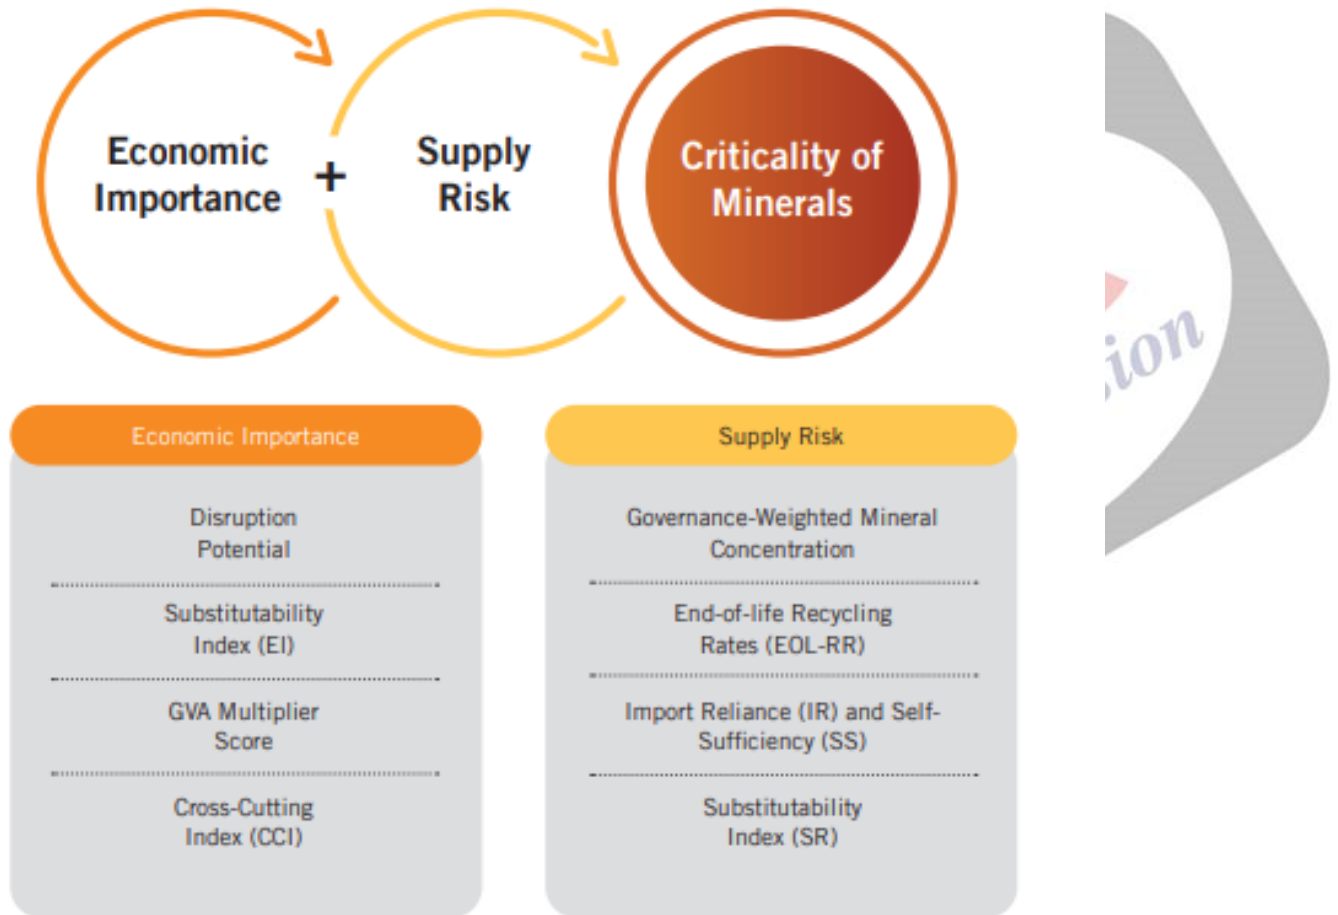 Economic
Importance
+
Supply
Risk
Criticality of
Minerals
Economic Importance
Disruption
Potential
Substitutability
Index (EI)
GVA Multiplier
Score
Cross-Cutting
Index (CCI)
Supply Risk
Governance-Weighted Mineral
Concentration
End-of-life Recycling
Rates (EOL-RR)
Import Reliance (IR) and Self-
Sufficiency (SS)
Substitutability
Index (SR)